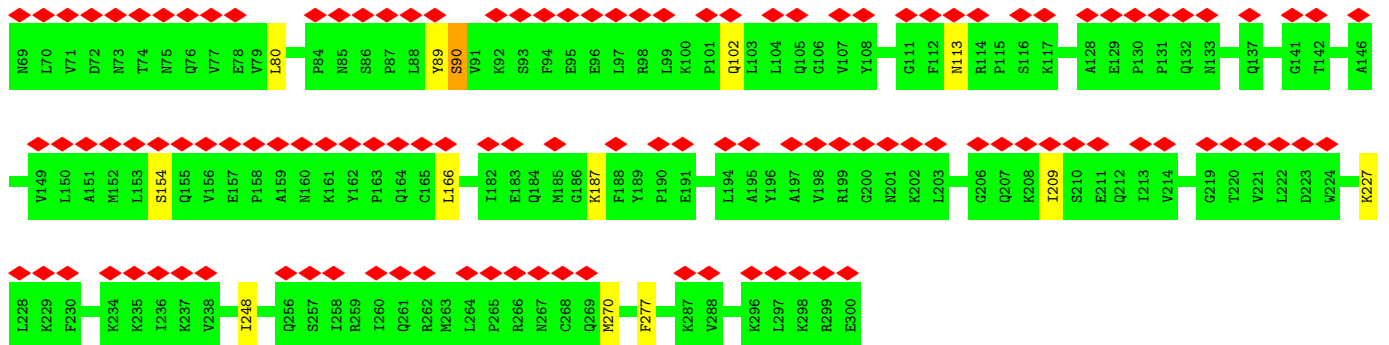 N69 L70 V71 D72 N73 T74 N75 Q76 V77 E78 V79 L80 P84 N85 S86 P87 L88 Y89 S90 V91 K92 S93 F94 E95 E96 L97 R98 L99 K100 P101 Q102 L103 L104 Q105 G106 V107 Y108 G111 F112 N113 R114 P115 S116 K117 A128 E129 P130 P131 Q132 N133 Q137 G141 T142 A146
V149 L150 A151 M152 L153 S154 Q155 V156 E157 P158 A159 N160 K161 Y162 P163 Q164 C165 L166 I182 E183 Q184 M185 G186 K187 F188 Y189 P190 E191 L194 A195 Y196 A197 V198 R199 G200 N201 K202 L203 G206 Q207 K208 I209 S210 E211 Q212 I213 V214 G219 T220 V221 L222 D223 W224 K227
L228 K229 F230 K234 K235 I236 K237 V238 I248 Q256 S257 I258 R259 I260 Q261 R262 M263 L264 P265 R266 N267 C268 Q269 M270 F277 K287 V288 K296 L297 K298 R299 E300